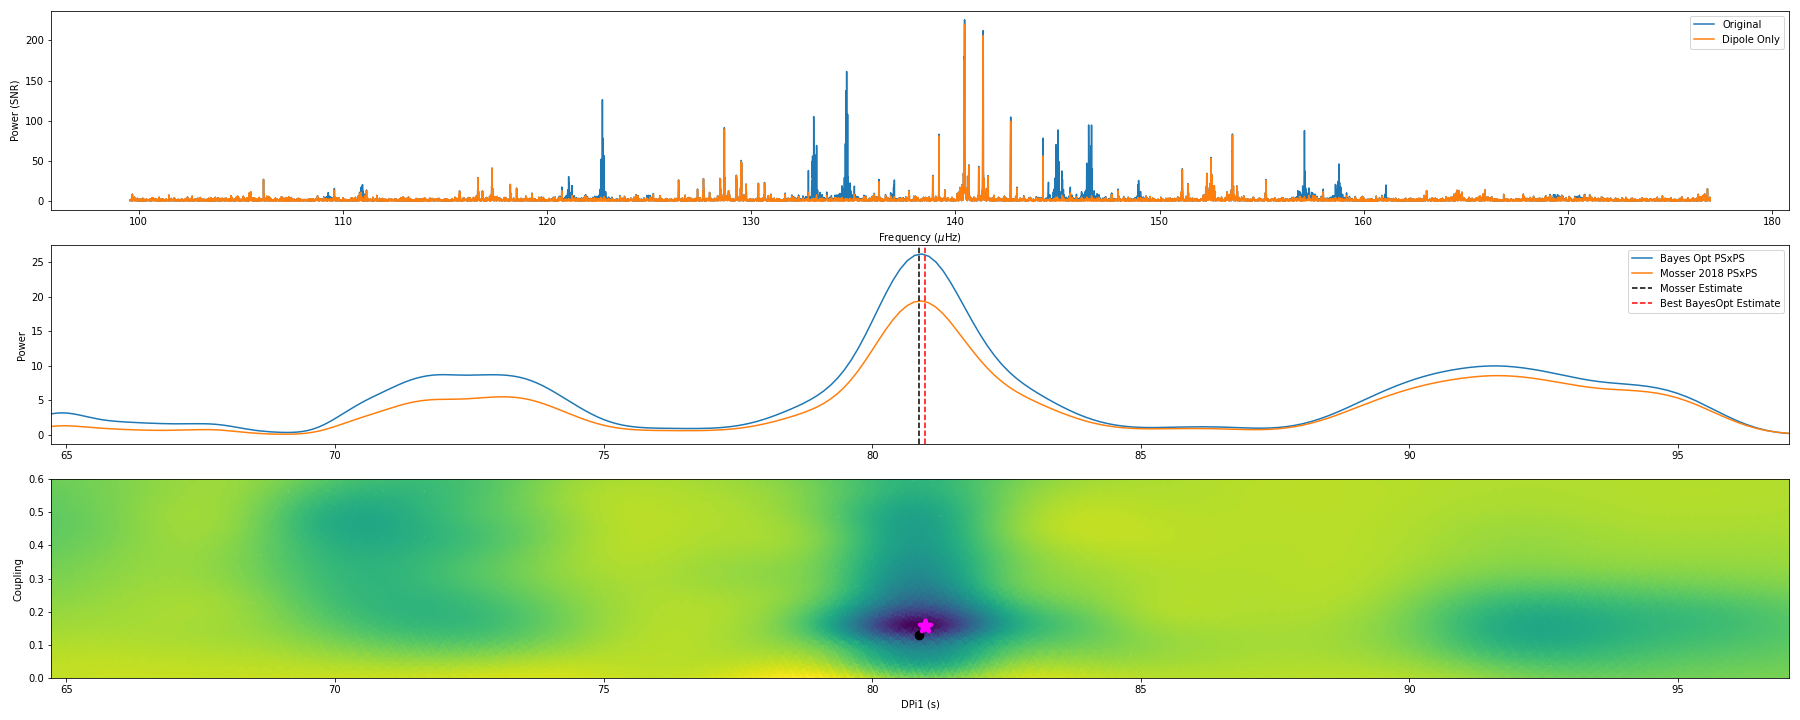 Power (SNR)
200
150
100
50
0
Original
Dipole Only
100 110 120 130 140 150 160 170 180
Frequency (μHz)
Power
25
20
15
10
5
0
Bayes Opt PSxPS
Mosser 2018 PSxPS
Mosser Estimate
Best BayesOpt Estimate
65 70 75 80 85 90 95
Coupling
0.6
0.5
0.4
0.3
0.2
0.1
0.0
65 70 75 80 85 90 95
DPi1 (s)